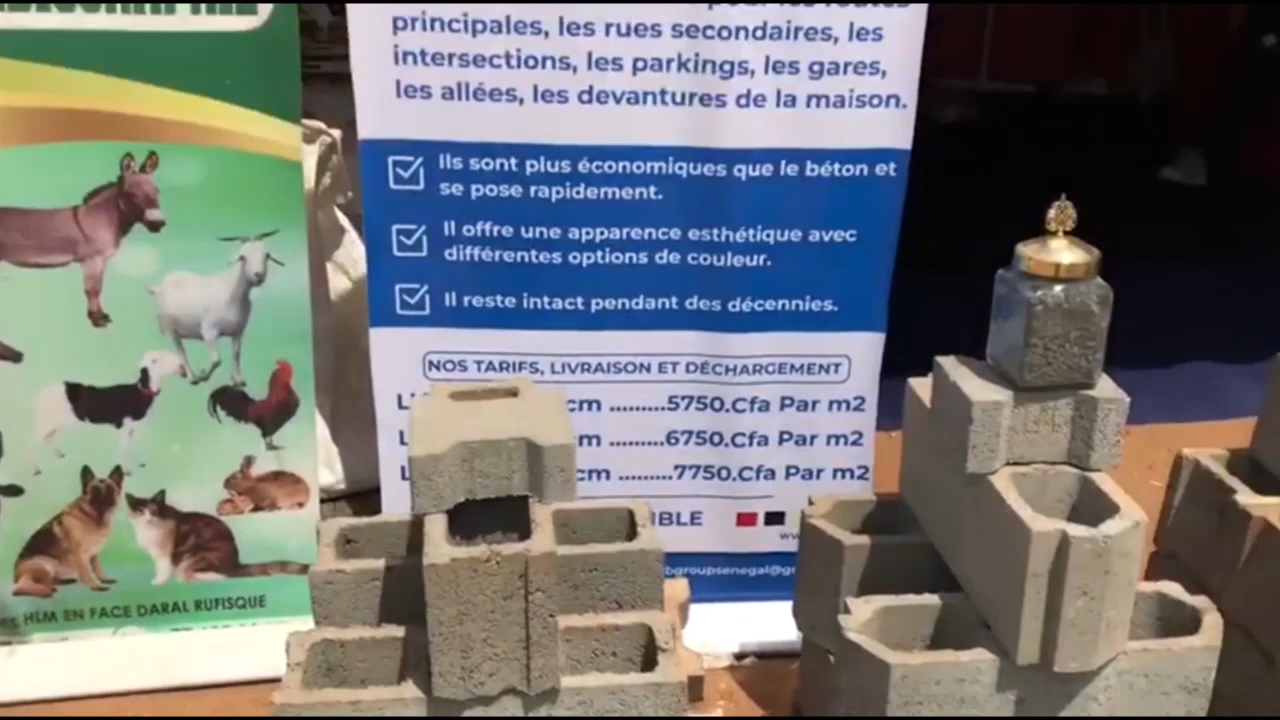 principales, les rues secondaires, les
intersections, les parkings, les gares,
les allées, les devantures de la maison.
Ils sont plus économiques que le béton et
se pose rapidement.
Il offre une apparence esthétique avec
différentes options de couleur.
Il reste intact pendant des décennies.
NOS TARIFS, LIVRAISON ET DÉCHARGEMENT
cm .........5750.Cfa Par m2
.........6750.Cfa Par m2
cm .........7750.Cfa Par m2
HLM EN FACE DARAL RUFISQUE